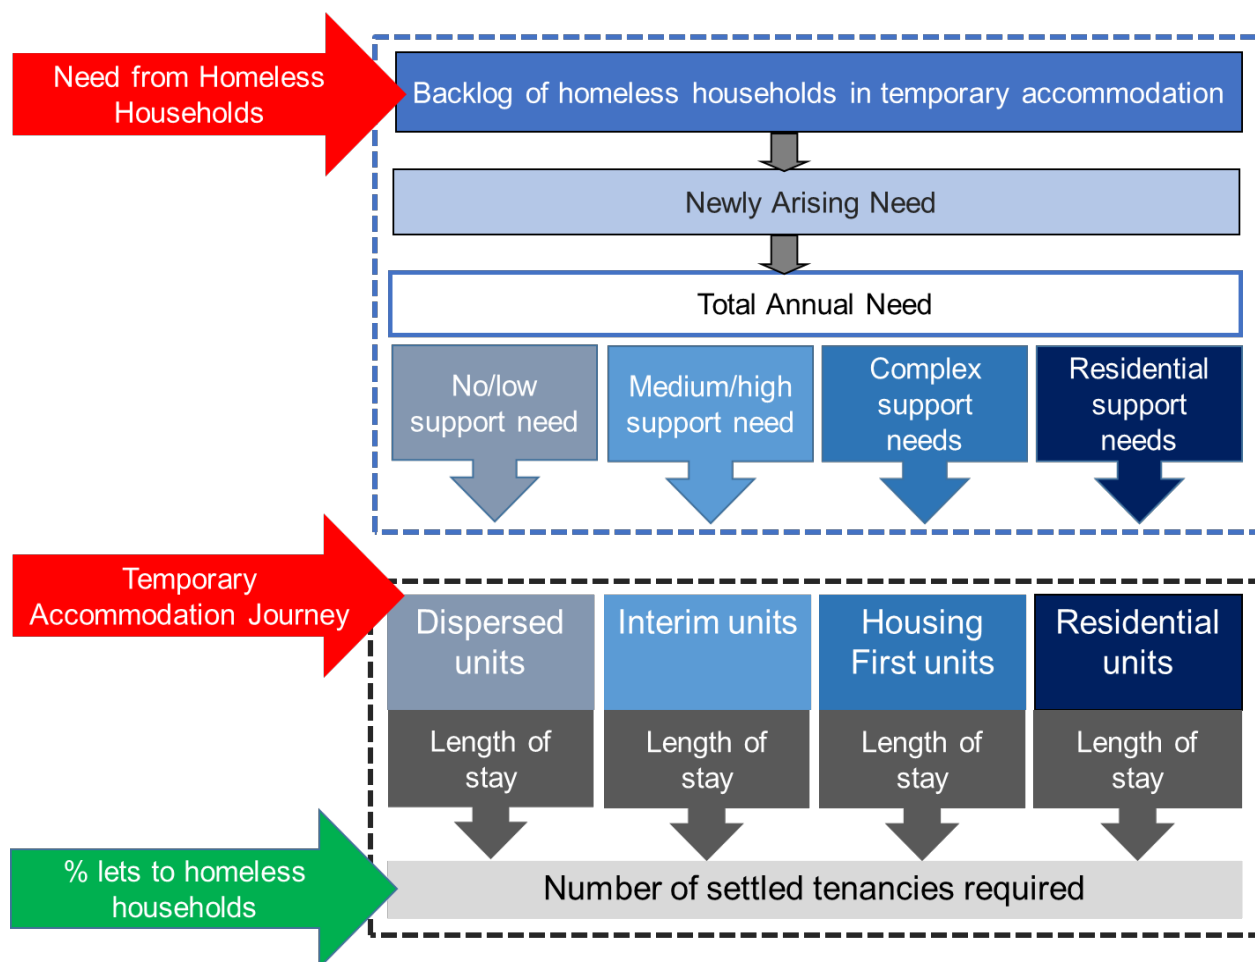 Need from Homeless
Households
Backlog of homeless households in temporary accommodation
Newly Arising Need
Total Annual Need
No/low
support need
Medium/high
support need
Complex
support
needs
Residential
support
needs
Temporary
Accommodation Journey
Dispersed
units
Interim units
Housing
First units
Residential
units
Length of
stay
Length of
stay
Length of
stay
Length of
stay
% lets to homeless
households
Number of settled tenancies required